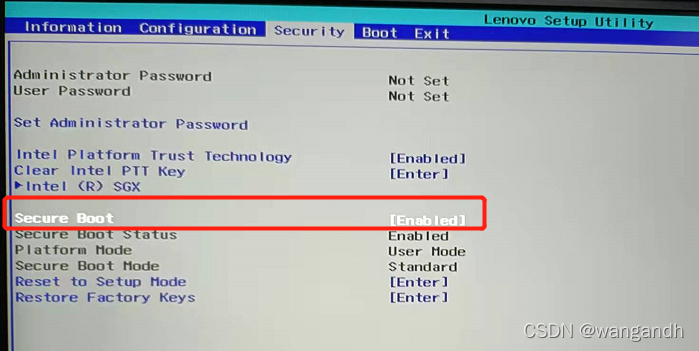 Lenovo Setup Utility
Information Configuration Security Boot Exit
Administrator Password Not Set
User Password Not Set
Set Administrator Password
Intel Platform Trust Technology [Enabled]
Clear Intel PTT Key [Enter]
▶Intel (R) SGX
Secure Boot [Enabled]
Secure Boot Status Enabled
Platform Mode User Mode
Secure Boot Mode Standard
Reset to Setup Mode [Enter]
Restore Factory Keys [Enter]
CSDN @wangandh